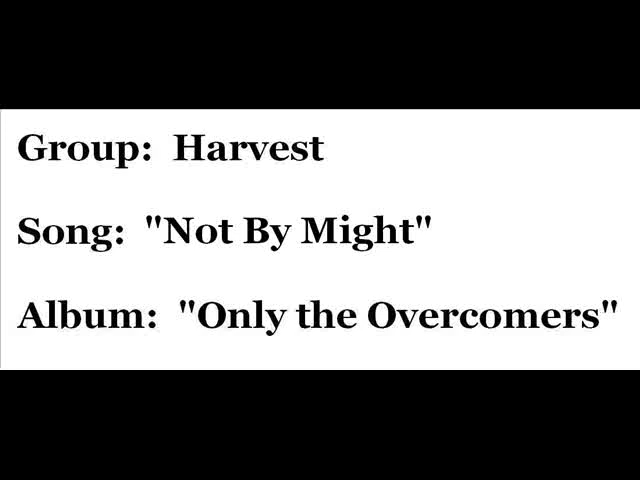 Group: Harvest
Song: "Not By Might"
Album: "Only the Overcomers"